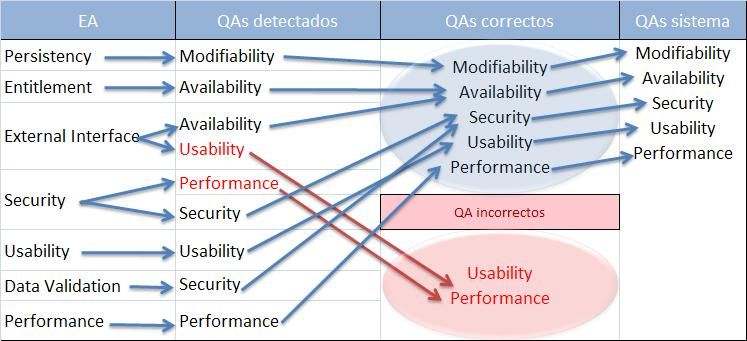 EA QAs detectados QAs correctos QAs sistema
Persistency Modifiability Modifiability Modifiability
Entitlement Availability Availability Availability
External Interface Availability Security Security
Usability Usability Usability
Performance Performance Performance
Security Security
QA incorrectos
Usability Usability
Data Validation Security Usability
Performance Performance Performance